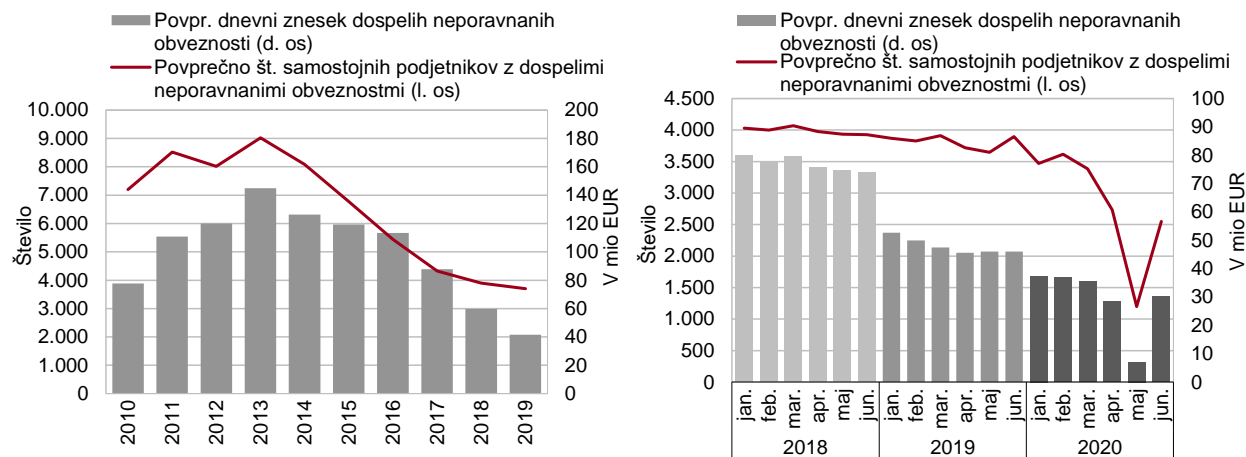 Povpr. dnevni znesek dospelih neporavnanih
obveznosti (d. os)
Povprečno št. samostojnih podjetnikov z dospelimi
neporavnanimi obveznostmi (l. os)
10.000
9.000
8.000
7.000
6.000
5.000
4.000
3.000
2.000
1.000
0
Število
200
180
160
140
120
100
80
60
40
20
0
V mio EUR
2010
2011
2012
2013
2014
2015
2016
2017
2018
2019
Povpr. dnevni znesek dospelih neporavnanih
obveznosti (d. os)
Povprečno št. samostojnih podjetnikov z dospelimi
neporavnanimi obveznostmi (l. os)
4.500
4.000
3.500
3.000
2.500
2.000
1.500
1.000
500
0
Število
100
90
80
70
60
50
40
30
20
10
0
V mio EUR
jan.
feb.
mar.
apr.
maj
jun.
jan.
feb.
mar.
apr.
maj
jun.
jan.
feb.
mar.
apr.
maj
jun.
2018
2019
2020